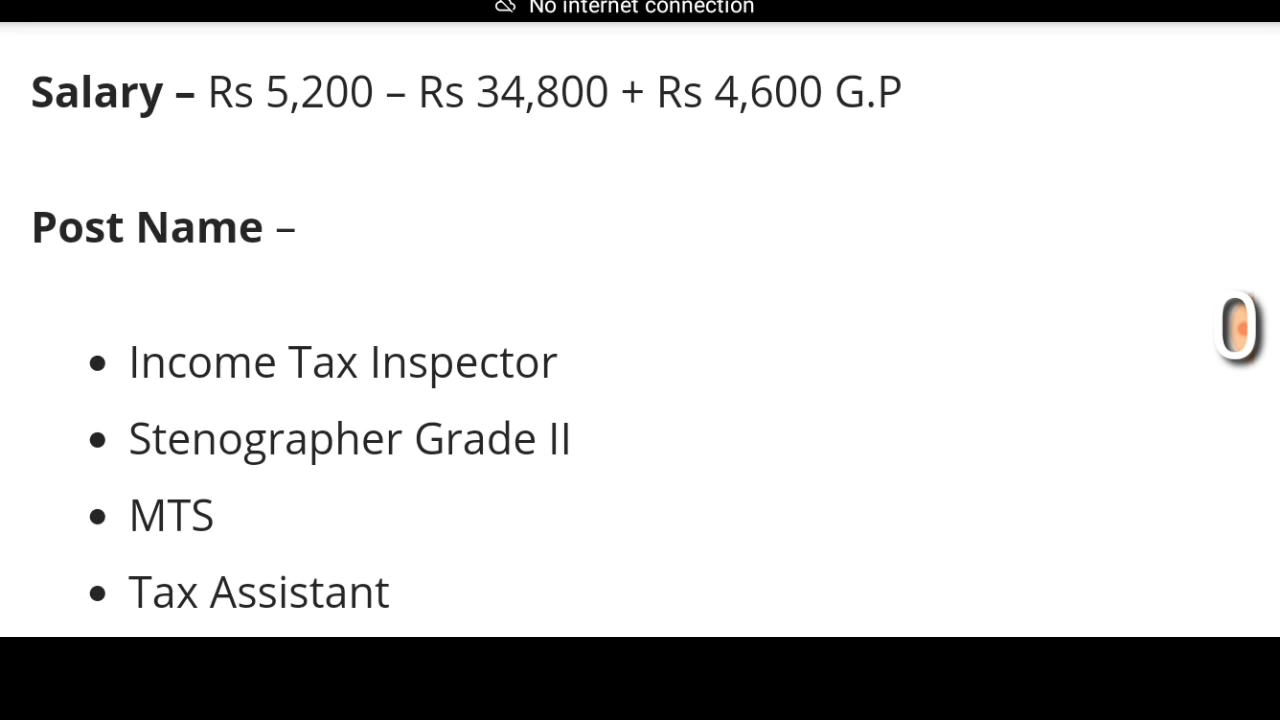 No internet connection
Salary – Rs 5,200 – Rs 34,800 + Rs 4,600 G.P
Post Name –
• Income Tax Inspector
• Stenographer Grade II
• MTS
• Tax Assistant
0